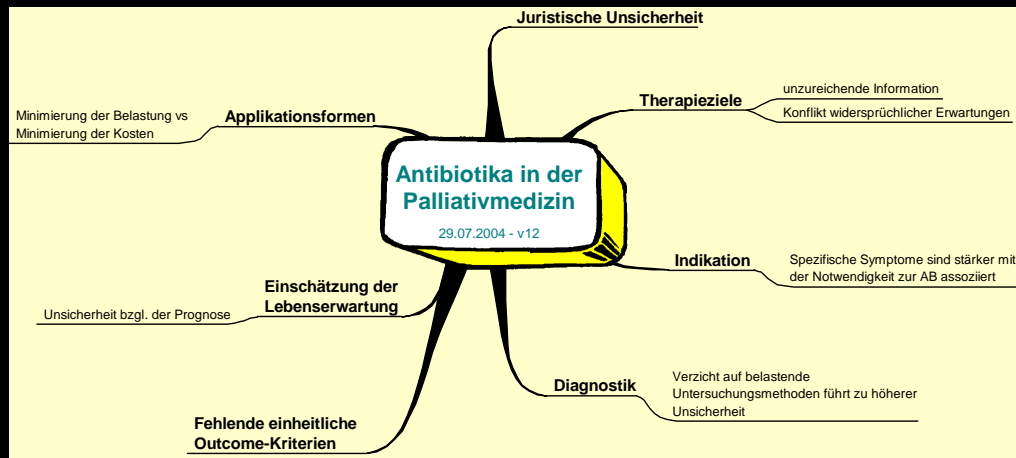 Juristische Unsicherheit
Therapieziele
unzureichende Information
Konflikt widersprüchlicher Erwartungen
Minimierung der Belastung vs
Minimierung der Kosten
Applikationsformen
Antibiotika in der
Palliativmedizin
29.07.2004 - v12
Indikation
Spezifische Symptome sind stärker mit
der Notwendigkeit zur AB assoziiert
Einschätzung der
Lebenserwartung
Unsicherheit bzgl. der Prognose
Diagnostik
Verzicht auf belastende
Untersuchungsmethoden führt zu höherer
Unsicherheit
Fehlende einheitliche
Outcome-Kriterien